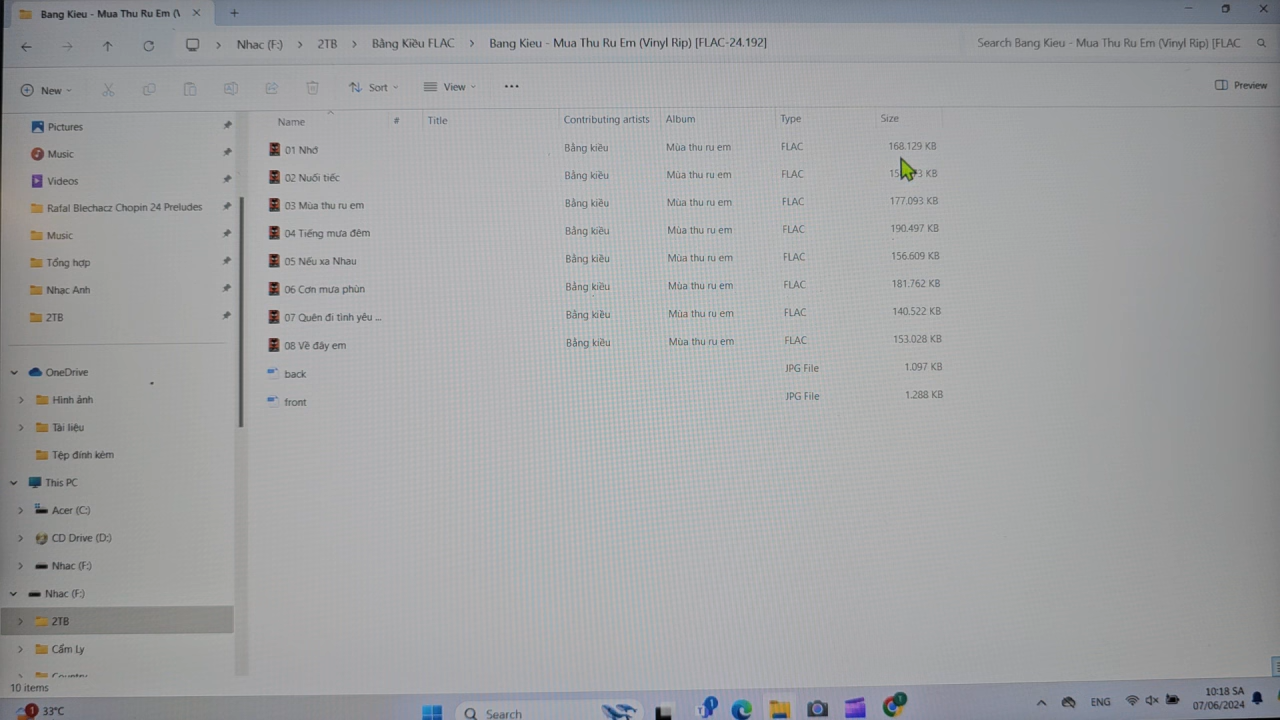 Bang Kieu - Mua Thu Ru Em (V
Nhac (F:) > 2TB > Bằng Kiều FLAC > Bang Kieu - Mua Thu Ru Em (Vinyl Rip) [FLAC-24.192]
Search Bang Kieu - Mua Thu Ru Em (Vinyl Rip) [FLAC
New Sort View ... Preview
Pictures
Music
Videos
Rafal Blechacz Chopin 24 Preludes
Music
Tổng hợp
Nhạc Anh
2TB
OneDrive
Hình ảnh
Tài liệu
Tệp đính kèm
This PC
Acer (C:)
CD Drive (D:)
Nhac (F:)
Nhac (F:)
2TB
Cẩm Ly
Country
10 items
Name # Title Contributing artists Album Type Size
01 Nhớ Bằng kiều Mùa thu ru em FLAC 168.129 KB
02 Nuối tiếc Bằng kiều Mùa thu ru em FLAC KB
03 Mùa thu ru em Bằng kiều Mùa thu ru em FLAC 177.093 KB
04 Tiếng mưa đêm Bằng kiều Mùa thu ru em FLAC 190.497 KB
05 Nếu xa Nhau Bằng kiều Mùa thu ru em FLAC 156.609 KB
06 Cơn mưa phùn Bằng kiều Mùa thu ru em FLAC 181.762 KB
07 Quên đi tình yêu ... Bằng kiều Mùa thu ru em FLAC 140.522 KB
08 Về đây em Bằng kiều Mùa thu ru em FLAC 153.028 KB
back JPG File 1.097 KB
front JPG File 1.288 KB
1 33°C
Search
1
1
ENG
10:18 SA
07/06/2024